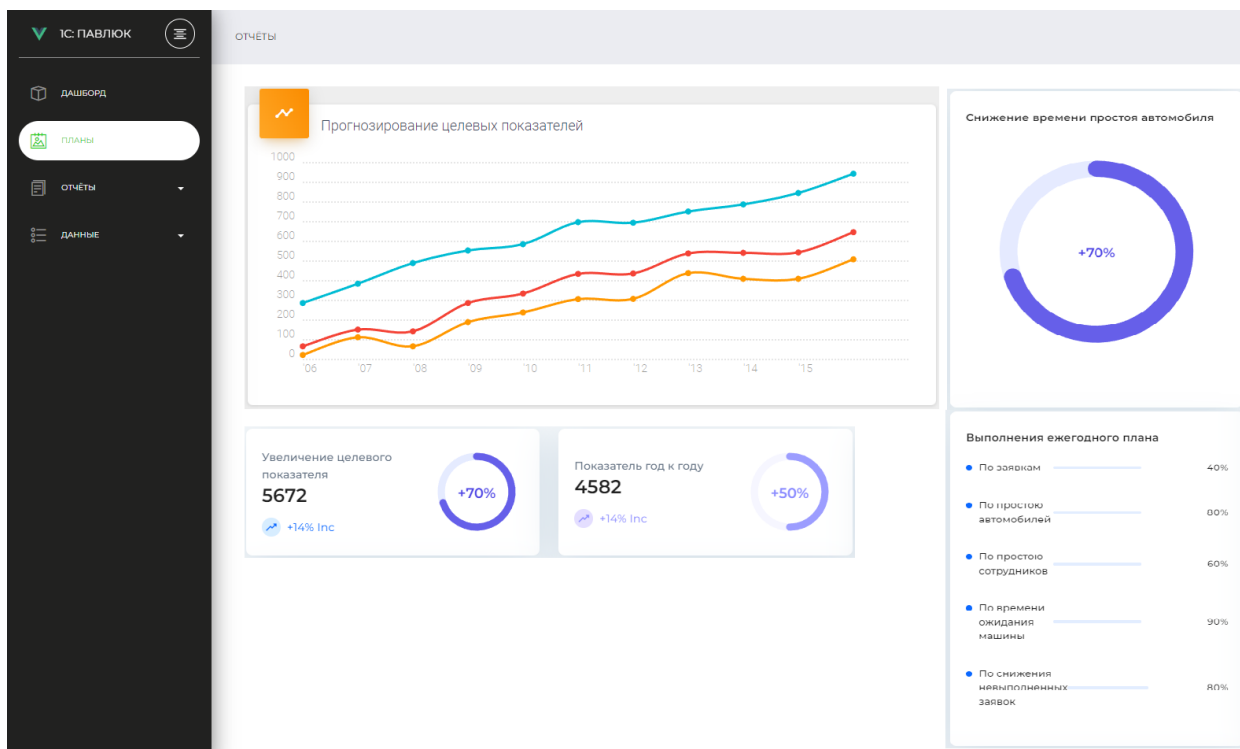 1С: ПАВЛЮК
ДАШБОРД
ПЛАНЫ
ОТЧЁТЫ
ДАННЫЕ
ОТЧЁТЫ
Прогнозирование целевых показателей
1000
900
800
700
600
500
400
300
200
100
0
'06 '07 '08 '09 '10 '11 '12 '13 '14 '15
Увеличение целевого
показателя
5672
+14% Inc
+70%
Показатель год к году
4582
+14% Inc
+50%
Снижение времени простоя автомобиля
+70%
Выполнения ежегодного плана
По заявкам 40%
По простою
автомобилей 80%
По простою
сотрудников 60%
По времени
ожидания 90%
машины
По снижения
невыполненных 80%
заявок